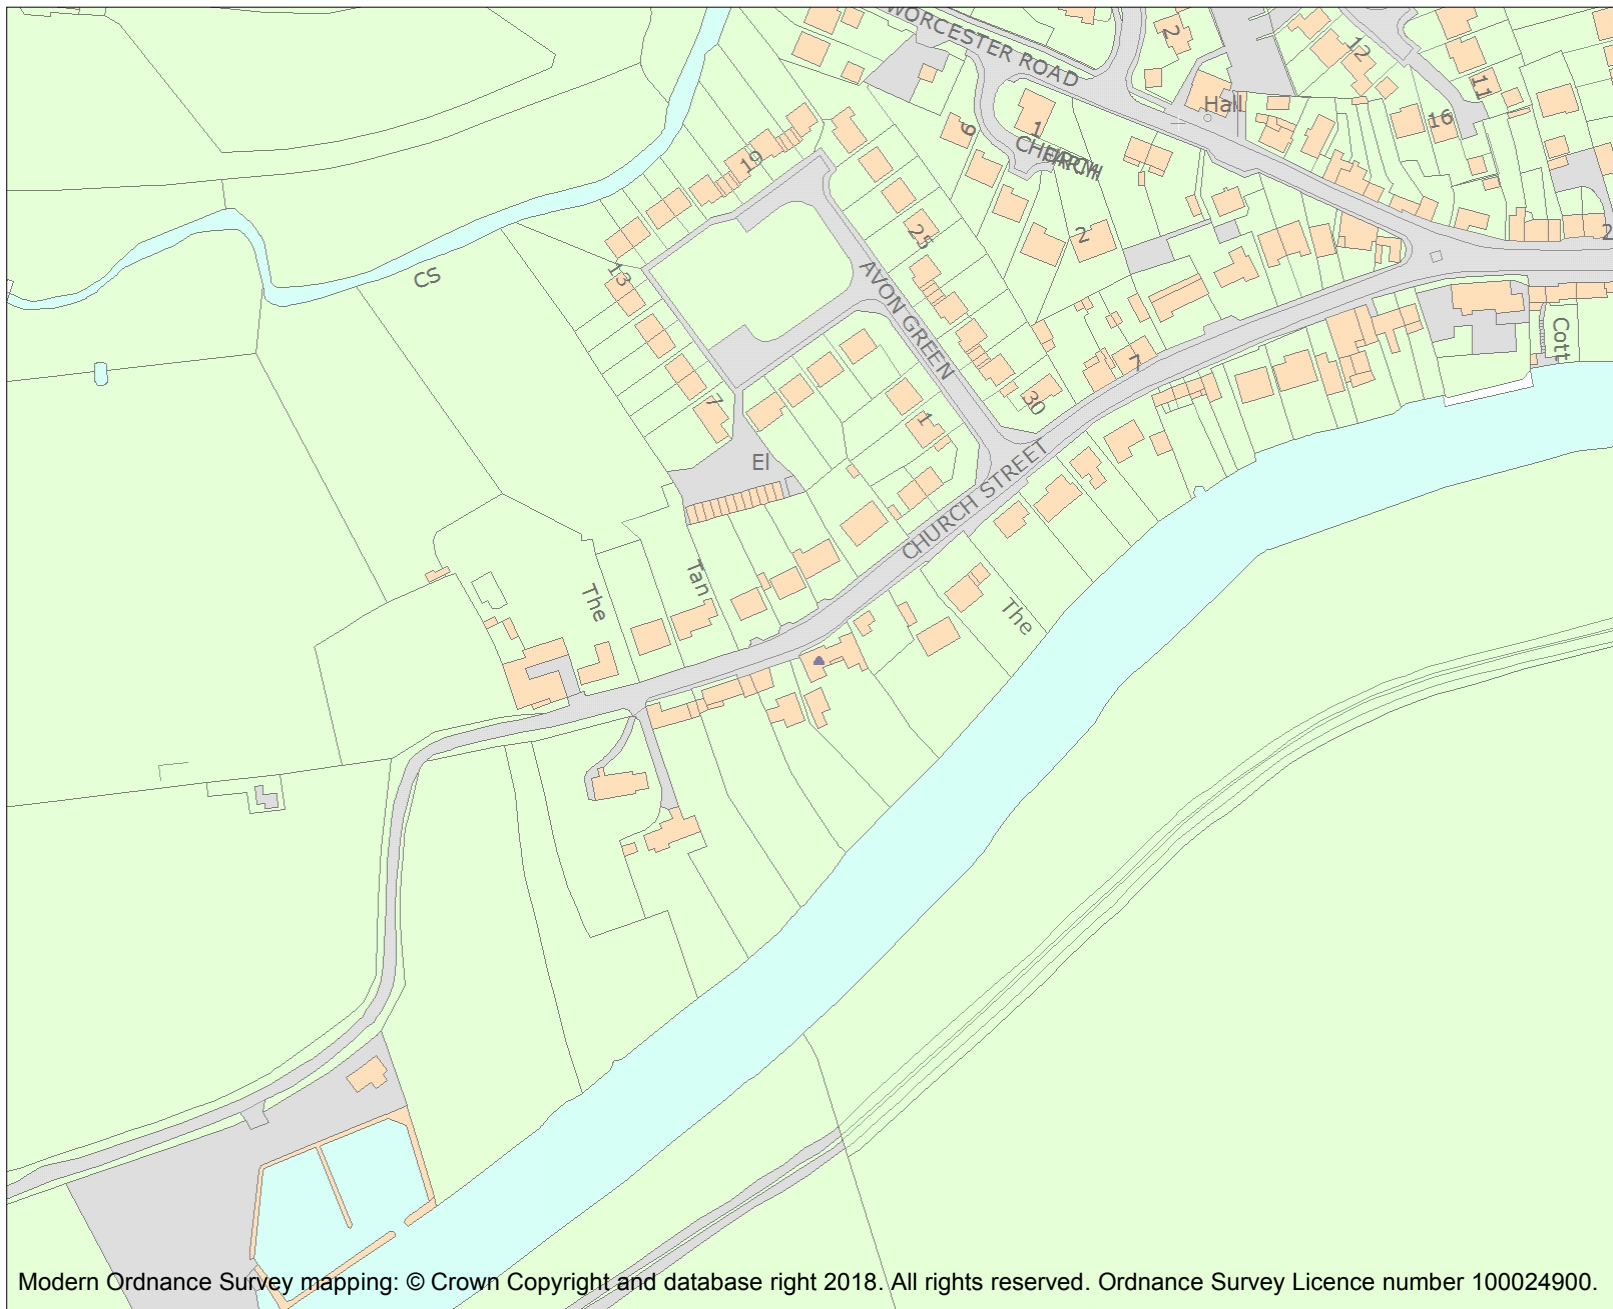 WORCESTER ROAD
2
12
11
16
Hall
9
1
CHURCH
19
25
2
2
CS
13
AVON GREEN
Cott
7
7
30
1
El
CHURCH STREET
Tan
The
The
Modern Ordnance Survey mapping: © Crown Copyright and database right 2018. All rights reserved. Ordnance Survey Licence number 100024900.